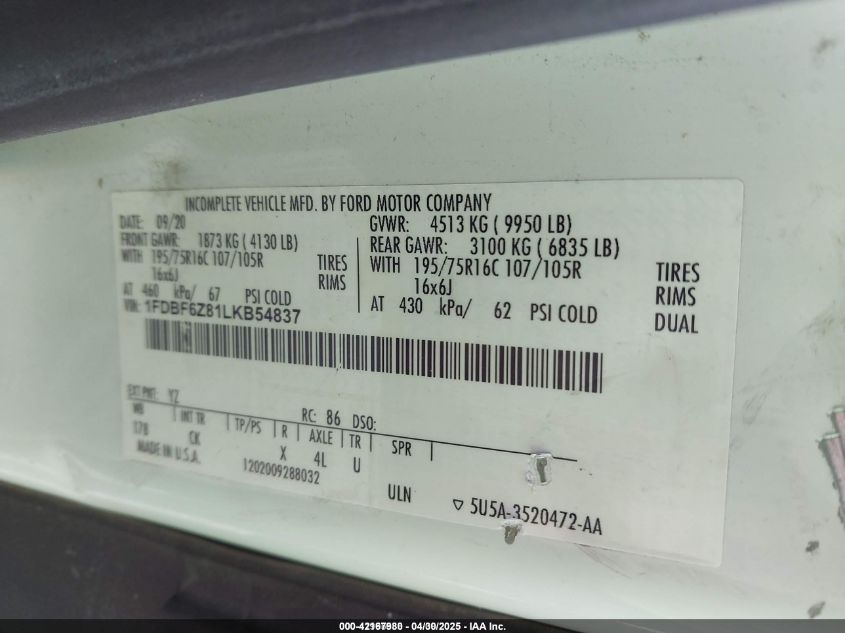 INCOMPLETE VEHICLE MFD. BY FORD MOTOR COMPANY
DATE: 09/20 GVWR: 4513 KG ( 9950 LB)
FRONT GAWR: 1873 KG ( 4130 LB) REAR GAWR: 3100 KG ( 6835 LB)
WITH 195/75R16C 107/105R TIRES WITH 195/75R16C 107/105R TIRES
16x6J RIMS 16x6J RIMS
AT 460 kPa/ 67 PSI COLD AT 430 kPa/ 62 PSI COLD DUAL
VIN: 1FDBF6Z81LKB54837
EXT PNT: YZ RC: 86 DSO:
WB INT TR TP/PS R AXLE TR SPR
178 CK X 4L U
MADE IN U.S.A. 1202009288032 ULN ▽ 5U5A-3520472-AA
04/30/2025 - IAA Inc.